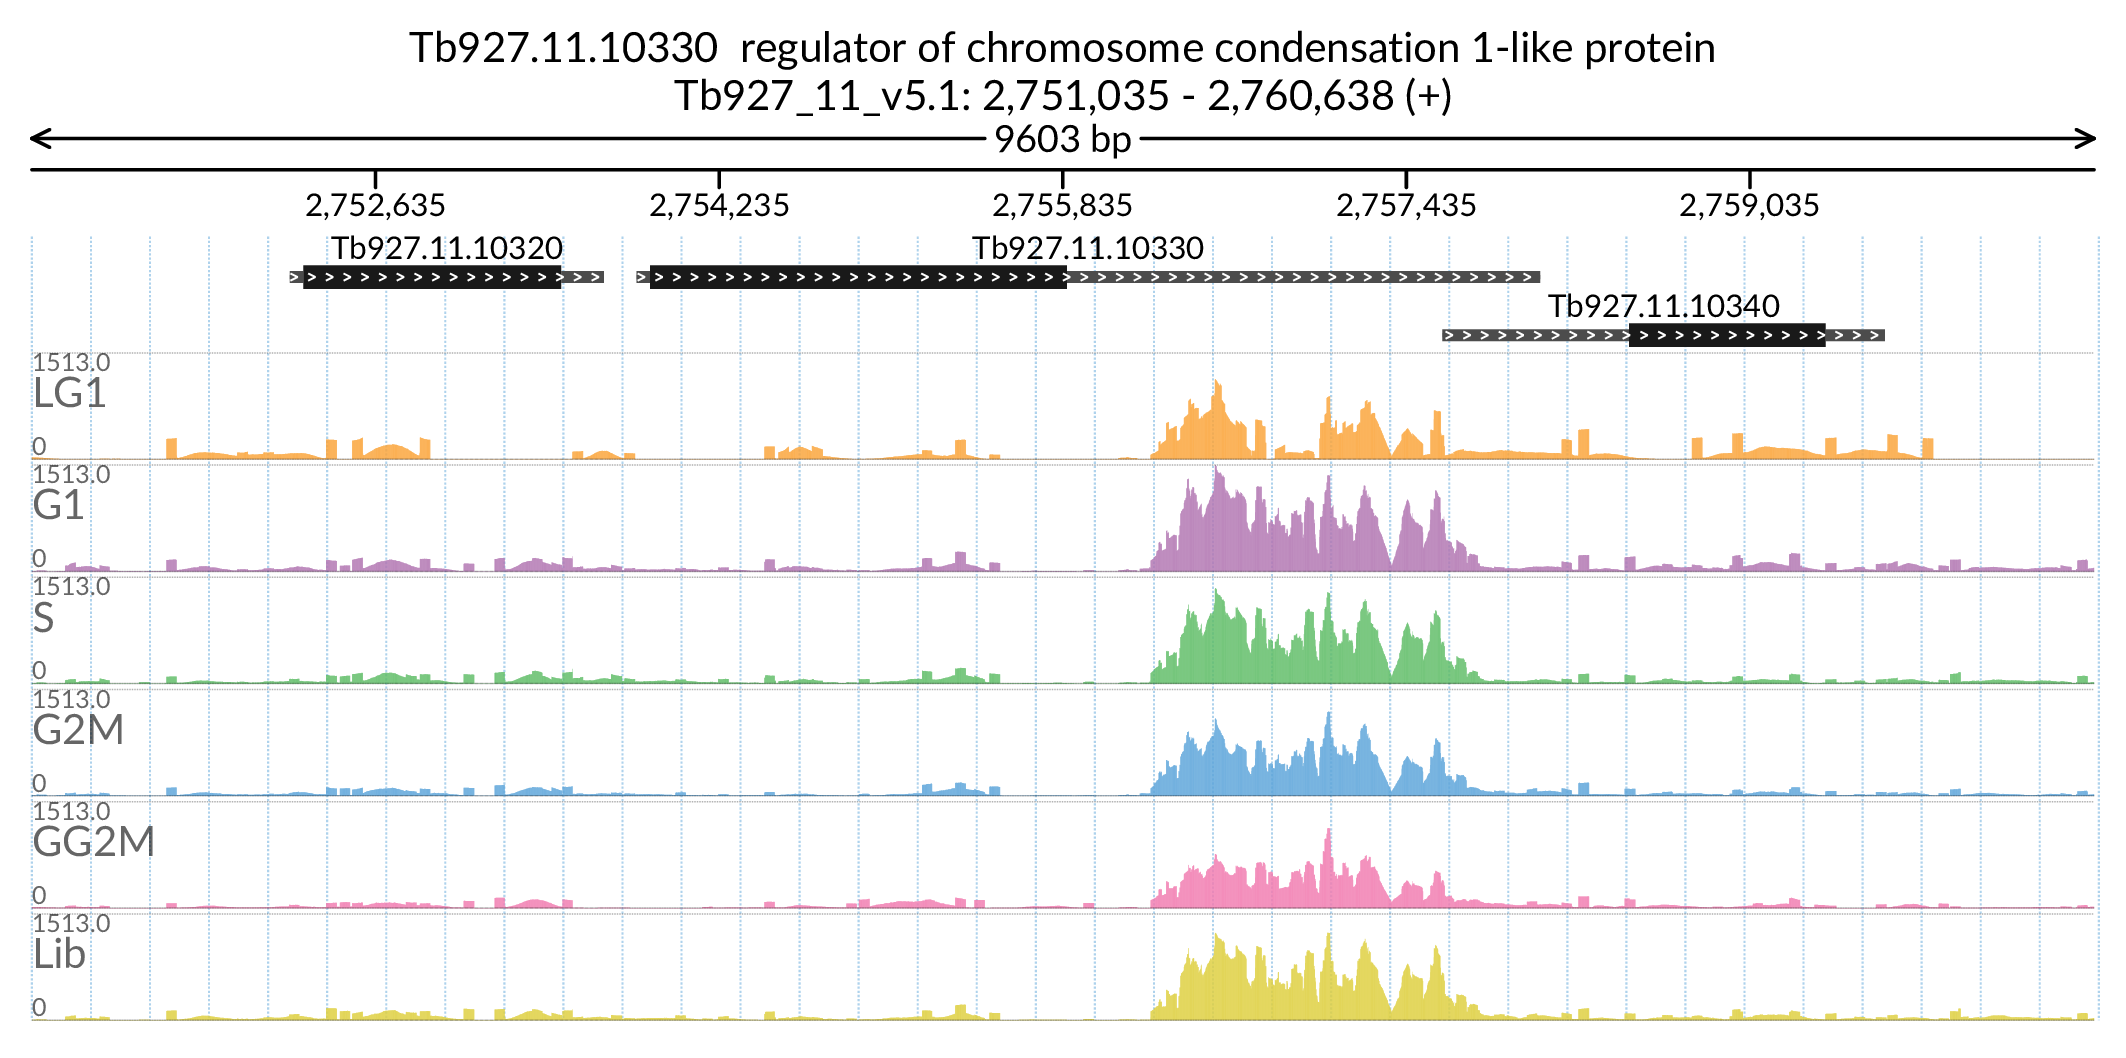 Tb927.11.10330  regulator of chromosome condensation 1-like protein
Tb927_11_v5.1: 2,751,035 - 2,760,638 (+)
9603 bp
2,752,635 2,754,235 2,755,835 2,757,435 2,759,035
Tb927.11.10320 Tb927.11.10330
Tb927.11.10340
1513.0
LG1
0
1513.0
G1
0
1513.0
S
0
1513.0
G2M
0
1513.0
GG2M
0
1513.0
Lib
0